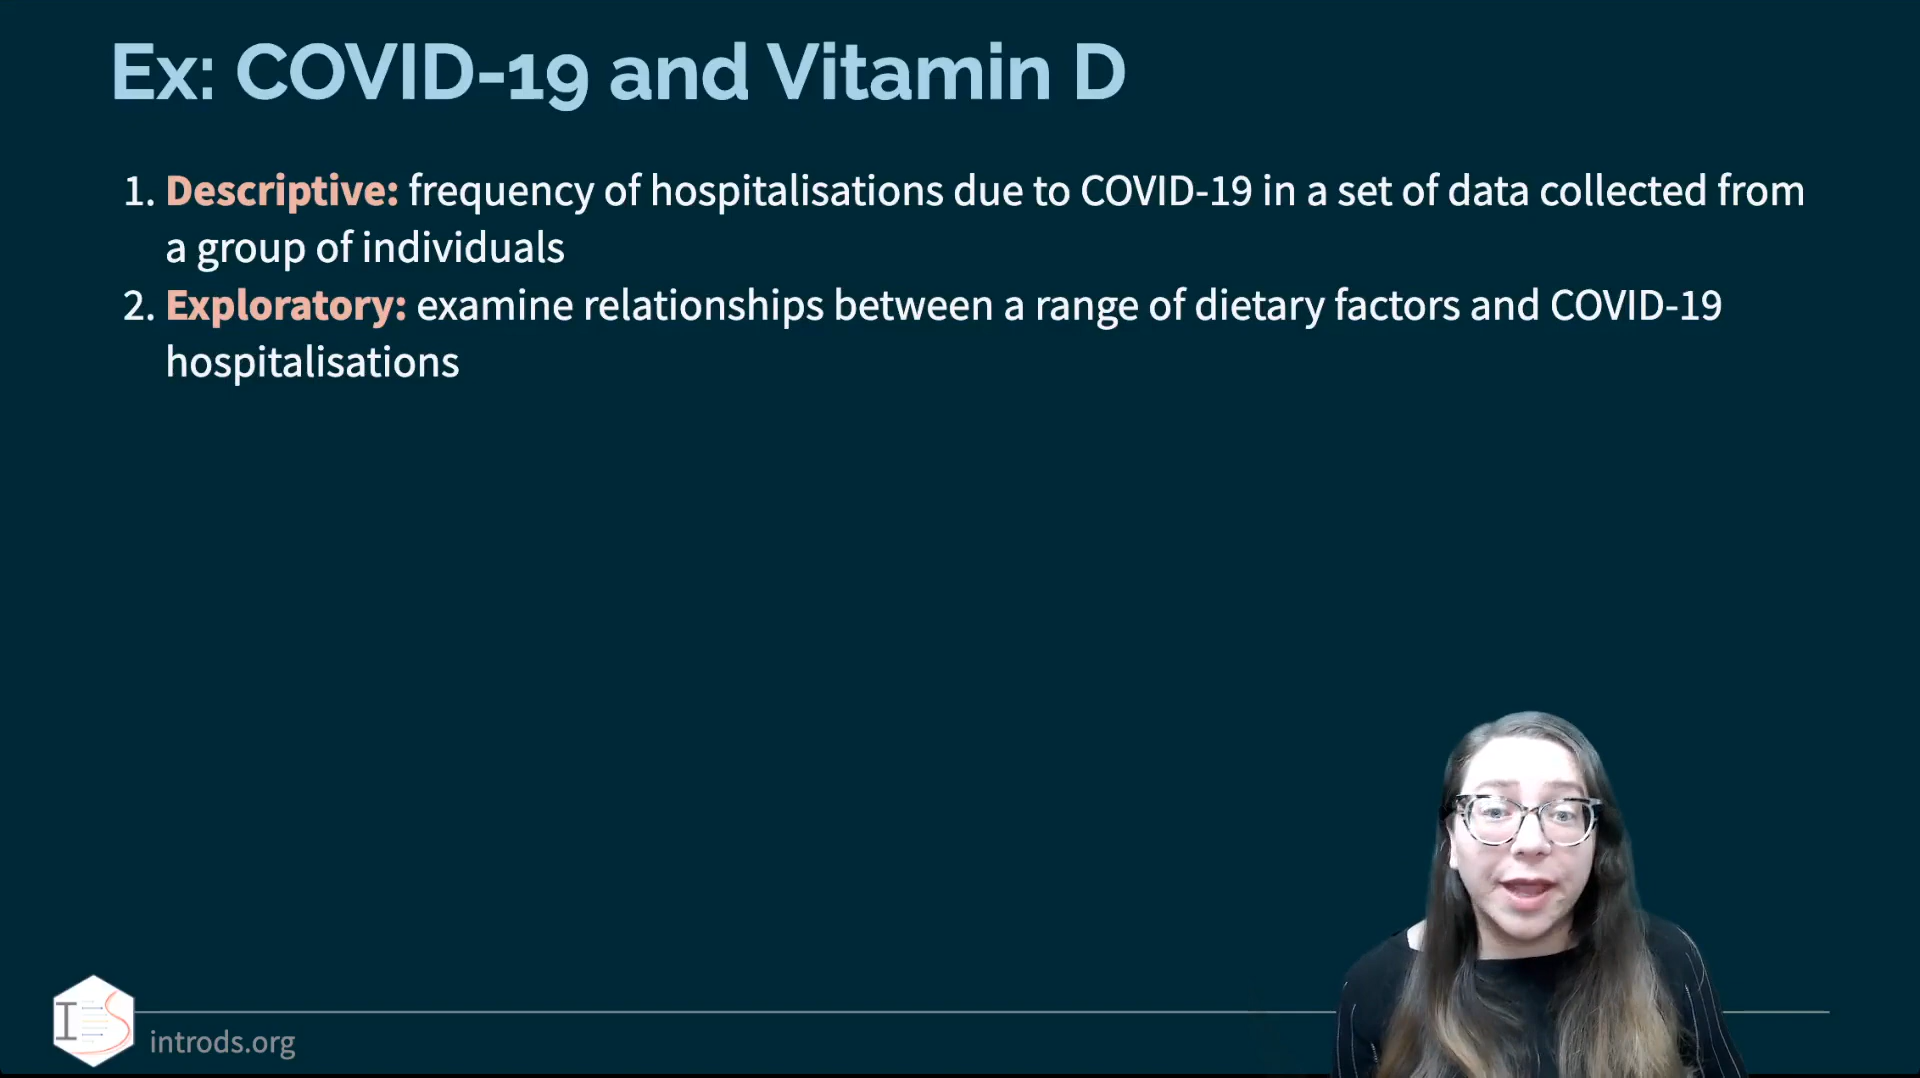 Ex: COVID-19 and Vitamin D
1. Descriptive: frequency of hospitalisations due to COVID-19 in a set of data collected from
a group of individuals
2. Exploratory: examine relationships between a range of dietary factors and COVID-19
hospitalisations
IDS
introds.org